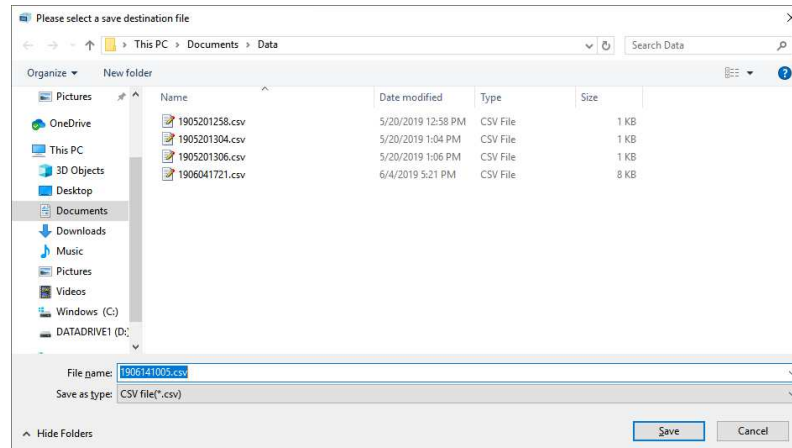 Please select a save destination file
This PC > Documents > Data
Search Data
Organize
New folder
Name Date modified Type Size
1905201258.csv 5/20/2019 12:58 PM CSV File 1 KB
1905201304.csv 5/20/2019 1:04 PM CSV File 1 KB
1905201306.csv 5/20/2019 1:06 PM CSV File 1 KB
1906041721.csv 6/4/2019 5:21 PM CSV File 8 KB
Pictures
OneDrive
This PC
3D Objects
Desktop
Documents
Downloads
Music
Pictures
Videos
Windows (C:)
DATADRIVE1 (D:)
File name: 1906141005.csv
Save as type: CSV file(*.csv)
Hide Folders
Save
Cancel